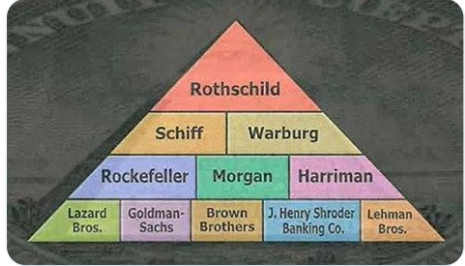 Rothschild
Schiff
Warburg
Rockefeller
Morgan
Harriman
Lazard
Bros.
Goldman-
Sachs
Brown
Brothers
J. Henry Shroder
Banking Co.
Lehman
Bros.